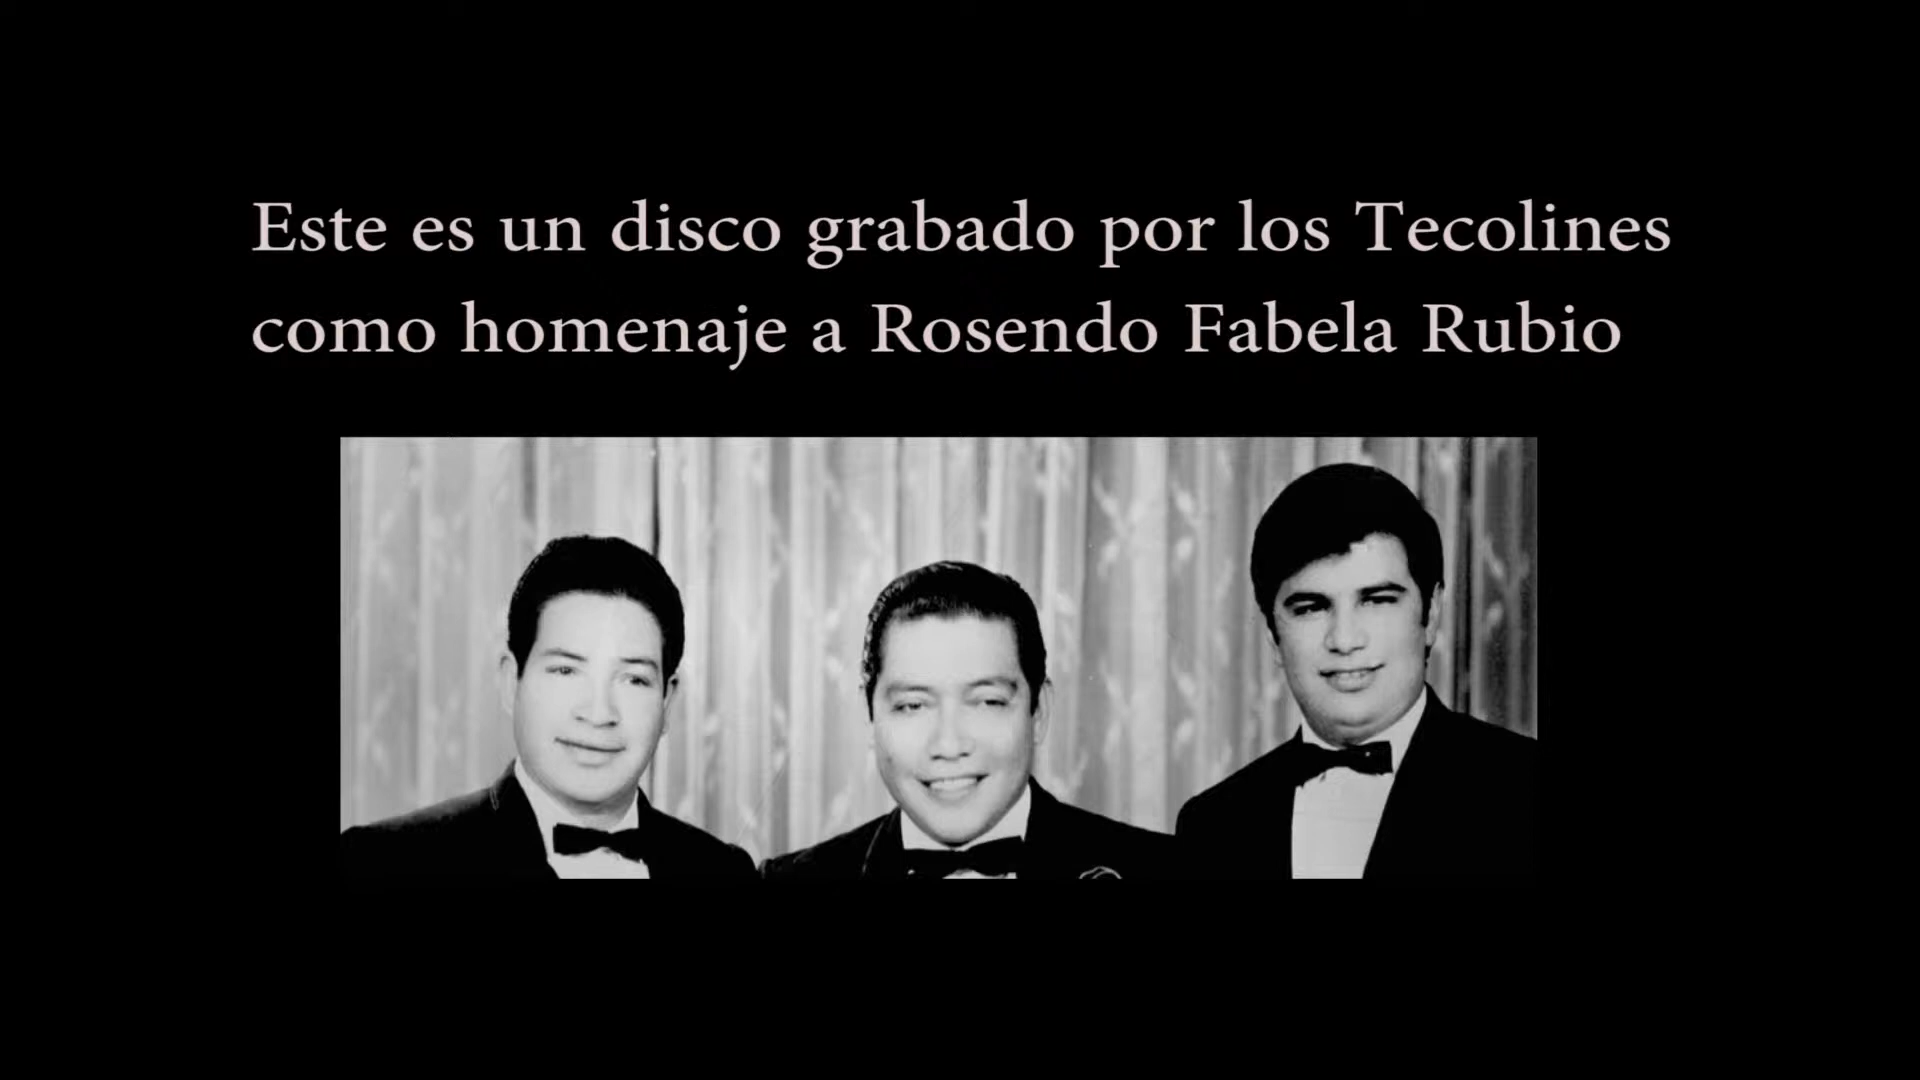 Este es un disco grabado por los Tecolines
como homenaje a Rosendo Fabela Rubio